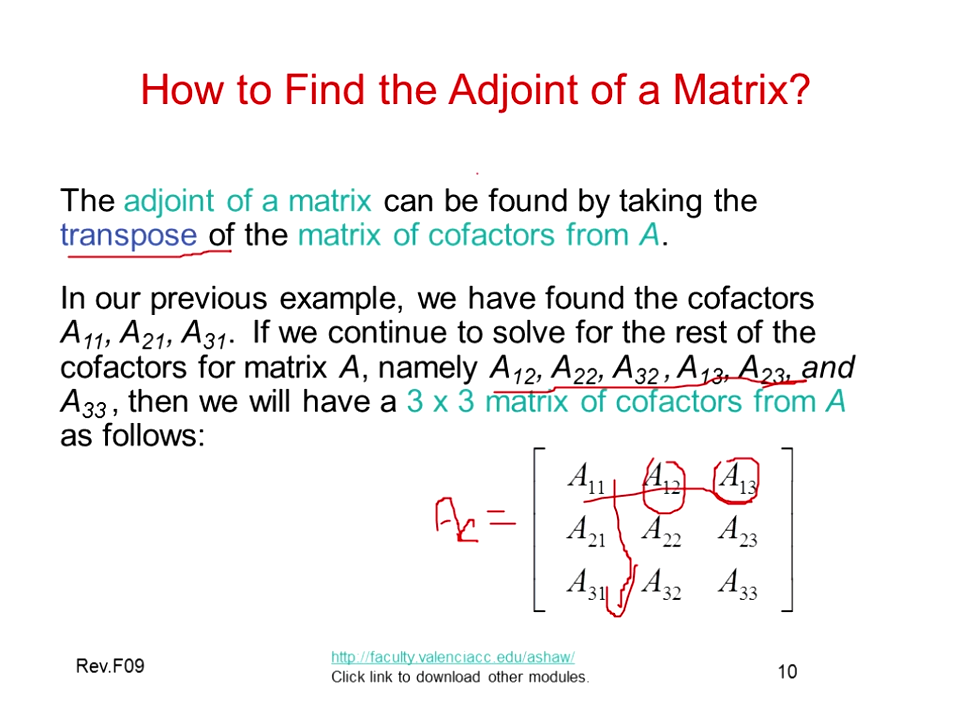 How to Find the Adjoint of a Matrix?
The adjoint of a matrix can be found by taking the
transpose of the matrix of cofactors from A.
In our previous example, we have found the cofactors
A11, A21, A31. If we continue to solve for the rest of the
cofactors for matrix A, namely A12, A22, A32 , A13, A23, and
A33 , then we will have a 3 x 3 matrix of cofactors from A
as follows:
A11 A12 A13
A21 A22 A23
A31 A32 A33
Rev.F09
http://faculty.valenciacc.edu/ashaw/
Click link to download other modules.
10